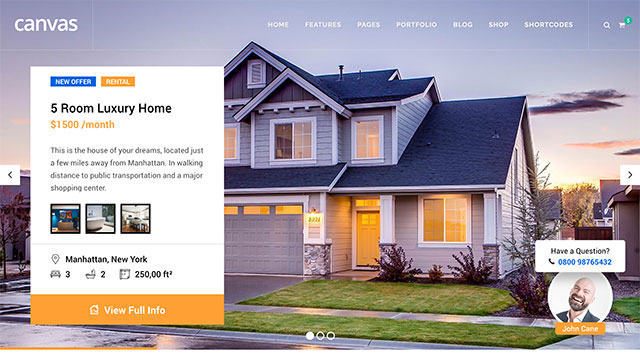 canvas
HOME FEATURES PAGES PORTFOLIO BLOG SHOP SHORTCODES
5
NEW OFFER RENTAL
5 Room Luxury Home
$1500 /month
This is the house of your dreams, located just
a few miles away from Manhattan. In walking
distance to public transportation and a major
shopping center.
Manhattan, New York
3 2 250,00 ft²
View Full Info
Have a Question?
0800 98765432
John Cane